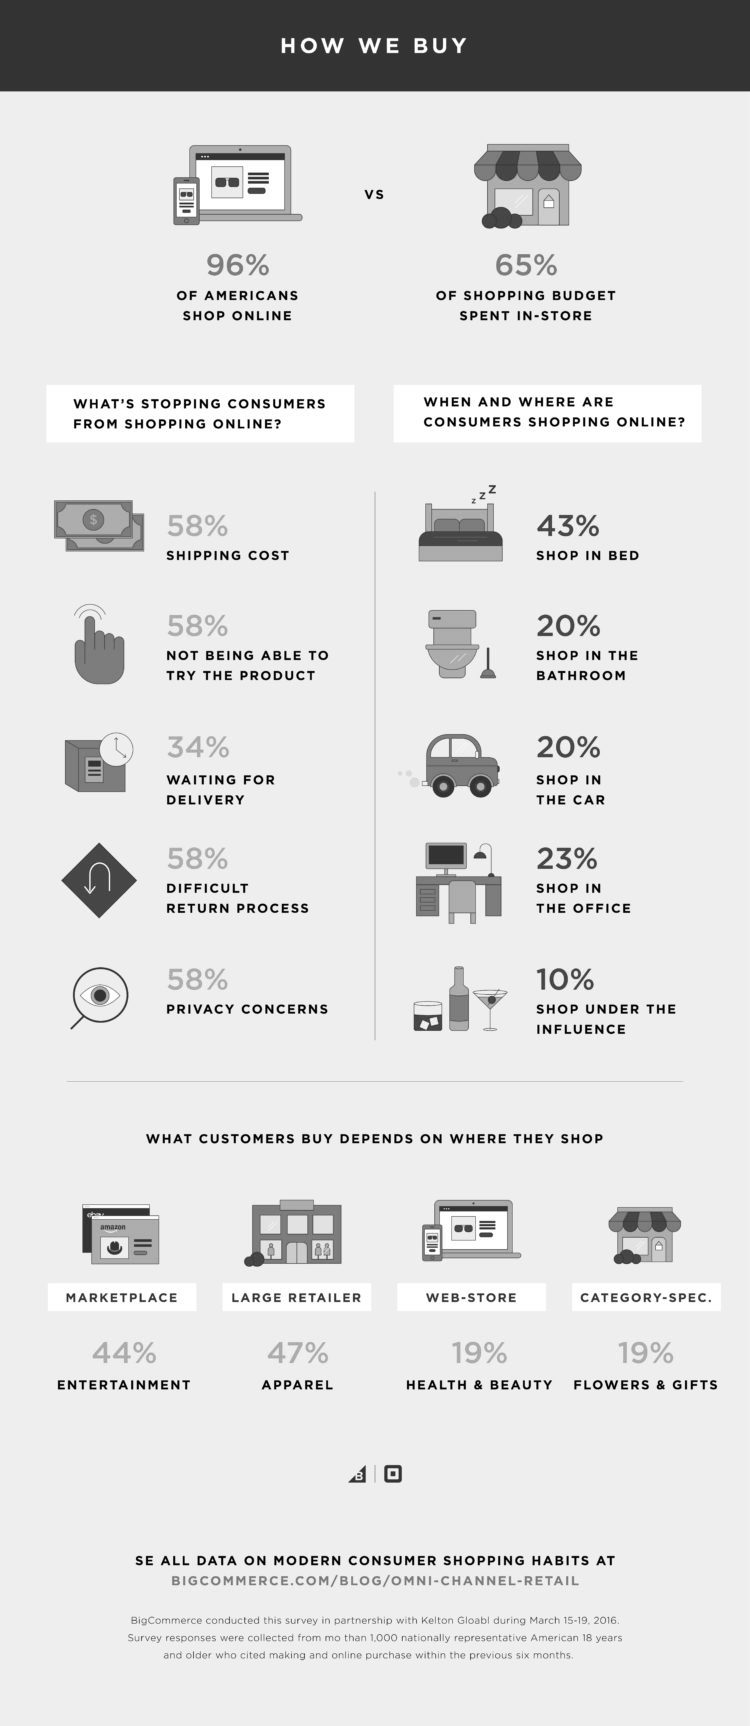 HOW WE BUY
VS
96%
OF AMERICANS
SHOP ONLINE
65%
OF SHOPPING BUDGET
SPENT IN-STORE
WHAT'S STOPPING CONSUMERS
FROM SHOPPING ONLINE?
$
58%
SHIPPING COST
58%
NOT BEING ABLE TO
TRY THE PRODUCT
34%
WAITING FOR
DELIVERY
58%
DIFFICULT
RETURN PROCESS
58%
PRIVACY CONCERNS
WHEN AND WHERE ARE
CONSUMERS SHOPPING ONLINE?
z z Z
43%
SHOP IN BED
20%
SHOP IN THE
BATHROOM
20%
SHOP IN
THE CAR
23%
SHOP IN
THE OFFICE
10%
SHOP UNDER THE
INFLUENCE
WHAT CUSTOMERS BUY DEPENDS ON WHERE THEY SHOP
ebay
amazon
MARKETPLACE
44%
ENTERTAINMENT
LARGE RETAILER
47%
APPAREL
WEB-STORE
19%
HEALTH & BEAUTY
CATEGORY-SPEC.
19%
FLOWERS & GIFTS
B
SE ALL DATA ON MODERN CONSUMER SHOPPING HABITS AT
BIGCOMMERCE.COM/BLOG/OMNI-CHANNEL-RETAIL
BigCommerce conducted this survey in partnership with Kelton Gloabl during March 15-19, 2016.
Survey responses were collected from mo than 1,000 nationally representative American 18 years
and older who cited making and online purchase within the previous six months.